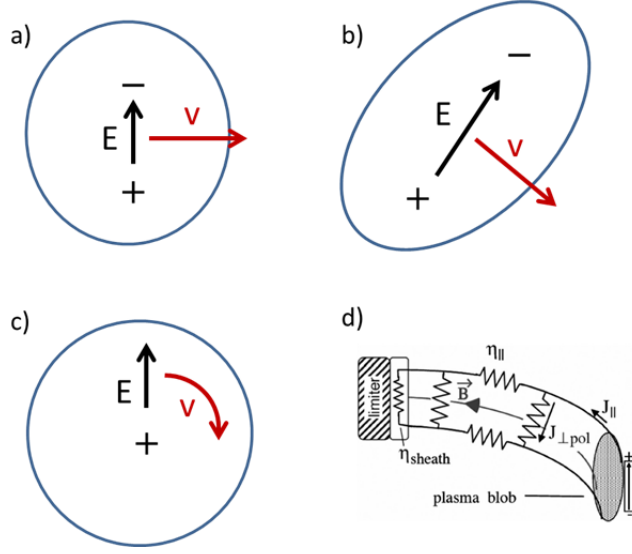 a)
−
E
v
+
b)
−
E
v
+
c)
E
v
+
d)
limiter
η∥
B
J∥
J⊥pol
ηsheath
plasma blob
+
−